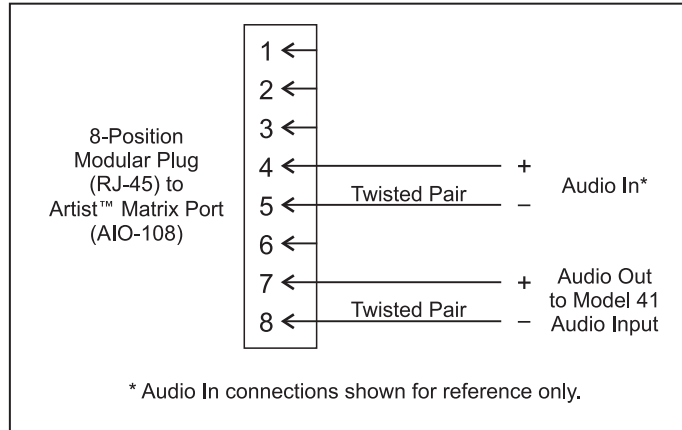 8-Position
Modular Plug
(RJ-45) to
Artist™ Matrix Port
(AIO-108)
1
2
3
4
5
6
7
8
Twisted Pair
+
–
Audio In*
Twisted Pair
+
–
Audio Out
to Model 41
Audio Input
* Audio In connections shown for reference only.